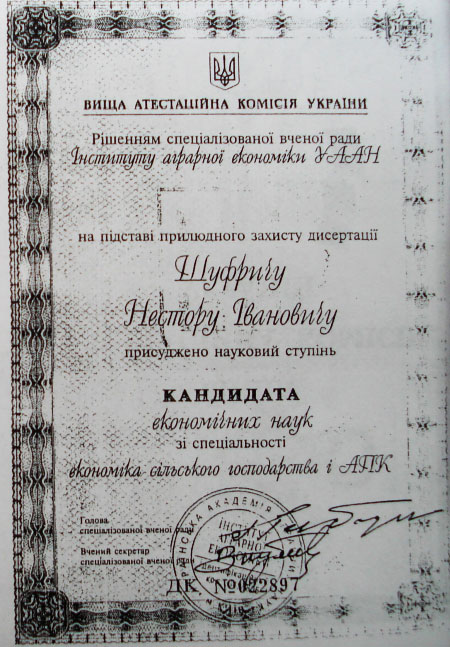 ВИЩА АТЕСТАЦІЙНА КОМІСІЯ УКРАЇНИ
Рішенням спеціалізованої вченої ради
Інституту аграрної економіки УААН
на підставі прилюдного захисту дисертації
Шуфричу
Нестору Івановичу
присуджено науковий ступінь
КАНДИДАТА
економічних наук
зі спеціальності
економіка сільського господарства і АПК
Голова
спеціалізованої вченої ради
Вчений секретар
спеціалізованої вченої ради
ДК №022897